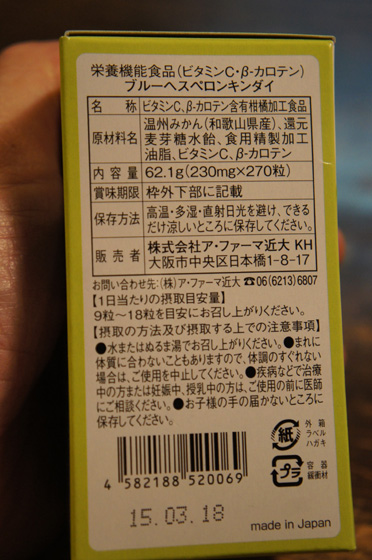 栄養機能食品(ビタミンC・β-カロテン)
ブルーヘスペロンキンダイ
名　称 ビタミンC、β-カロテン含有柑橘加工食品
原材料名 温州みかん(和歌山県産)、還元
麦芽糖水飴、食用精製加工
油脂、ビタミンC、β-カロテン
内 容 量 62.1g(230mg×270粒)
賞味期限 枠外下部に記載
保存方法 高温・多湿・直射日光を避け、できる
だけ涼しいところに保存してください。
販 売 者 株式会社ア・ファーマ近大 KH
大阪市中央区日本橋1-8-17
お問い合わせ先:(株)ア・ファーマ近大 ☎06(6213)6807
【1日当たりの摂取目安量】
9粒〜18粒を目安にお召し上がりください。
【摂取の方法及び摂取する上での注意事項】
●水またはぬるま湯でお召し上がりください。●まれに
体質に合わないこともありますので、体調のすぐれない
場合は、ご使用を中止してください。●疾病などで治療
中の方または妊娠中、授乳中の方は、ご使用の前に医師
にご相談ください。●お子様の手の届かないところに
保存してください。
紙
外 箱
ラベル
ハガキ
プラ
容 器
緩衝材
4 582188 520069
15.03.18
made in Japan